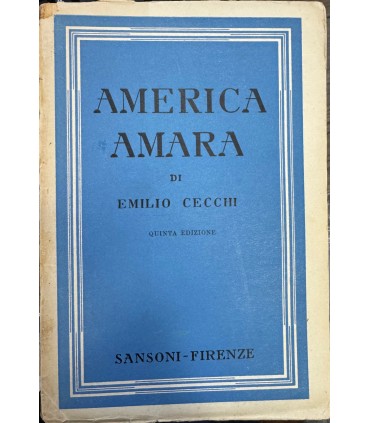 AMERICA
AMARA
DI
EMILIO CECCHI
QUINTA EDIZIONE
SANSONI-FIRENZE